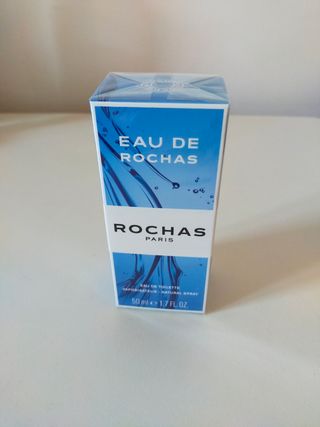 EAU DE
ROCHAS
ROCHAS
PARIS
EAU DE TOILETTE
VAPORISATEUR - NATURAL SPRAY
50 ml e 1.7 FL. OZ.